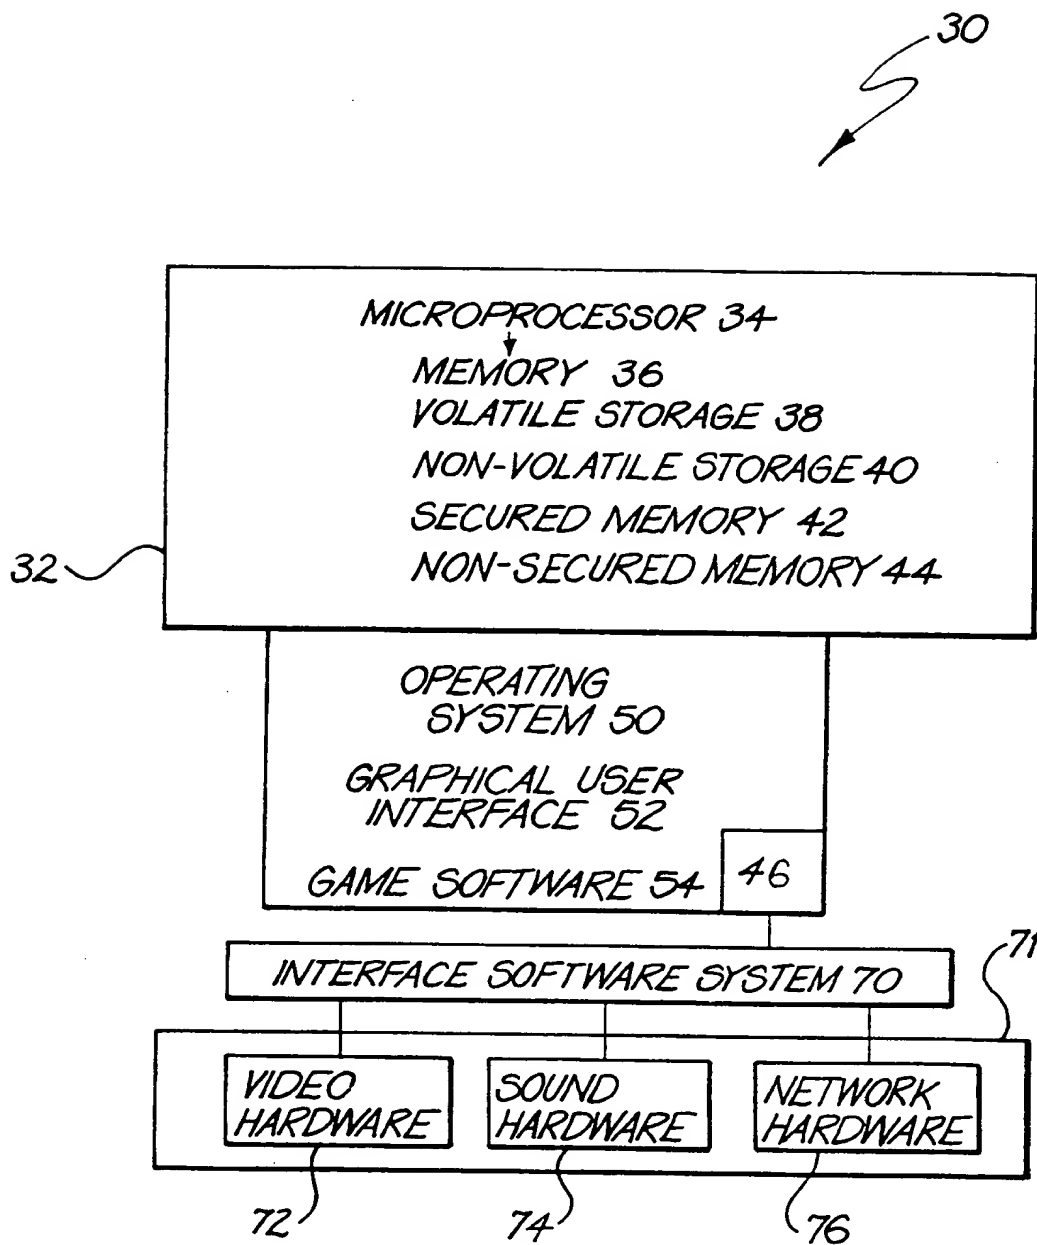 30
MICROPROCESSOR 34
MEMORY 36
VOLATILE STORAGE 38
NON-VOLATILE STORAGE 40
SECURED MEMORY 42
32
NON-SECURED MEMORY 44
OPERATING
SYSTEM 50
GRAPHICAL USER
INTERFACE 52
GAME SOFTWARE 54
46
71
INTERFACE SOFTWARE SYSTEM 70
VIDEO
HARDWARE
SOUND
HARDWARE
NETWORK
HARDWARE
72
74
76